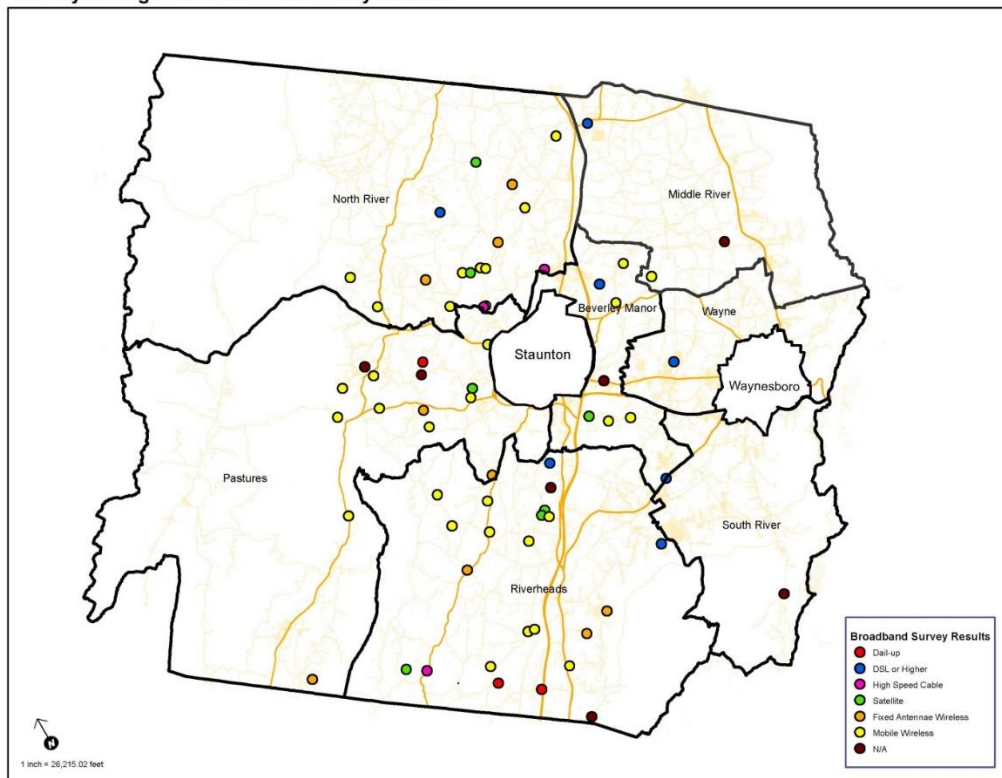 North River
Middle River
Beverley Manor
Wayne
Staunton
Waynesboro
Pastures
South River
Riverheads
Broadband Survey Results
Dail-up
DSL or Higher
High Speed Cable
Satellite
Fixed Antennae Wireless
Mobile Wireless
N/A
N
1 inch = 26,215.02 feet